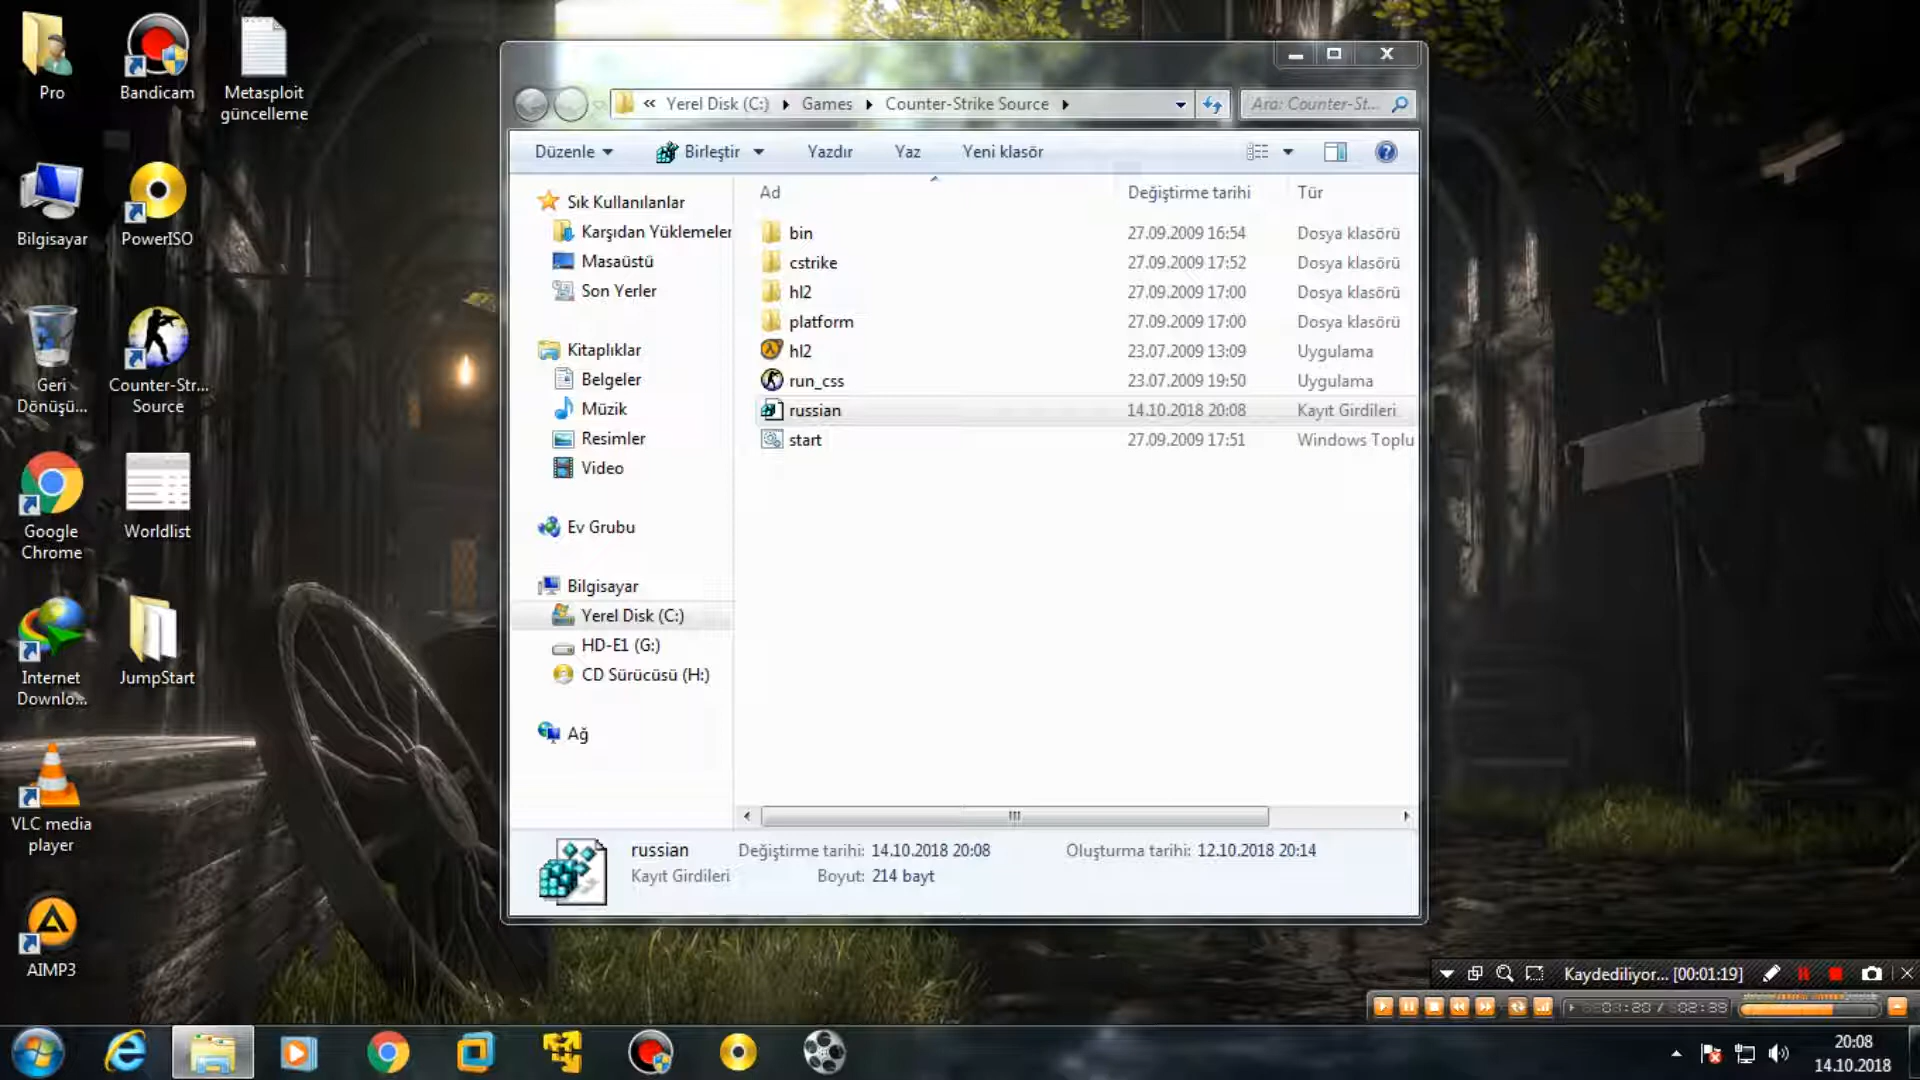 Pro
Bandicam
Metasploit
güncelleme
Bilgisayar
PowerISO
Geri
Dönüşü...
Counter-Str...
Source
Google
Chrome
Worldlist
Internet
Downlo...
JumpStart
VLC media
player
AIMP3
« Yerel Disk (C:) Games Counter-Strike Source
Ara: Counter-St...
Düzenle Birleştir Yazdır Yaz Yeni klasör
Sık Kullanılanlar
Karşıdan Yüklemeler
Masaüstü
Son Yerler
Kitaplıklar
Belgeler
Müzik
Resimler
Video
Ev Grubu
Bilgisayar
Yerel Disk (C:)
HD-E1 (G:)
CD Sürücüsü (H:)
Ağ
Ad Değiştirme tarihi Tür
bin 27.09.2009 16:54 Dosya klasörü
cstrike 27.09.2009 17:52 Dosya klasörü
hl2 27.09.2009 17:00 Dosya klasörü
platform 27.09.2009 17:00 Dosya klasörü
hl2 23.07.2009 13:09 Uygulama
run_css 23.07.2009 19:50 Uygulama
russian 14.10.2018 20:08 Kayıt Girdileri
start 27.09.2009 17:51 Windows Toplu
russian Değiştirme tarihi: 14.10.2018 20:08 Oluşturma tarihi: 12.10.2018 20:14
Kayıt Girdileri Boyut: 214 bayt
Kaydediliyor... [00:01:19]
20:08
14.10.2018